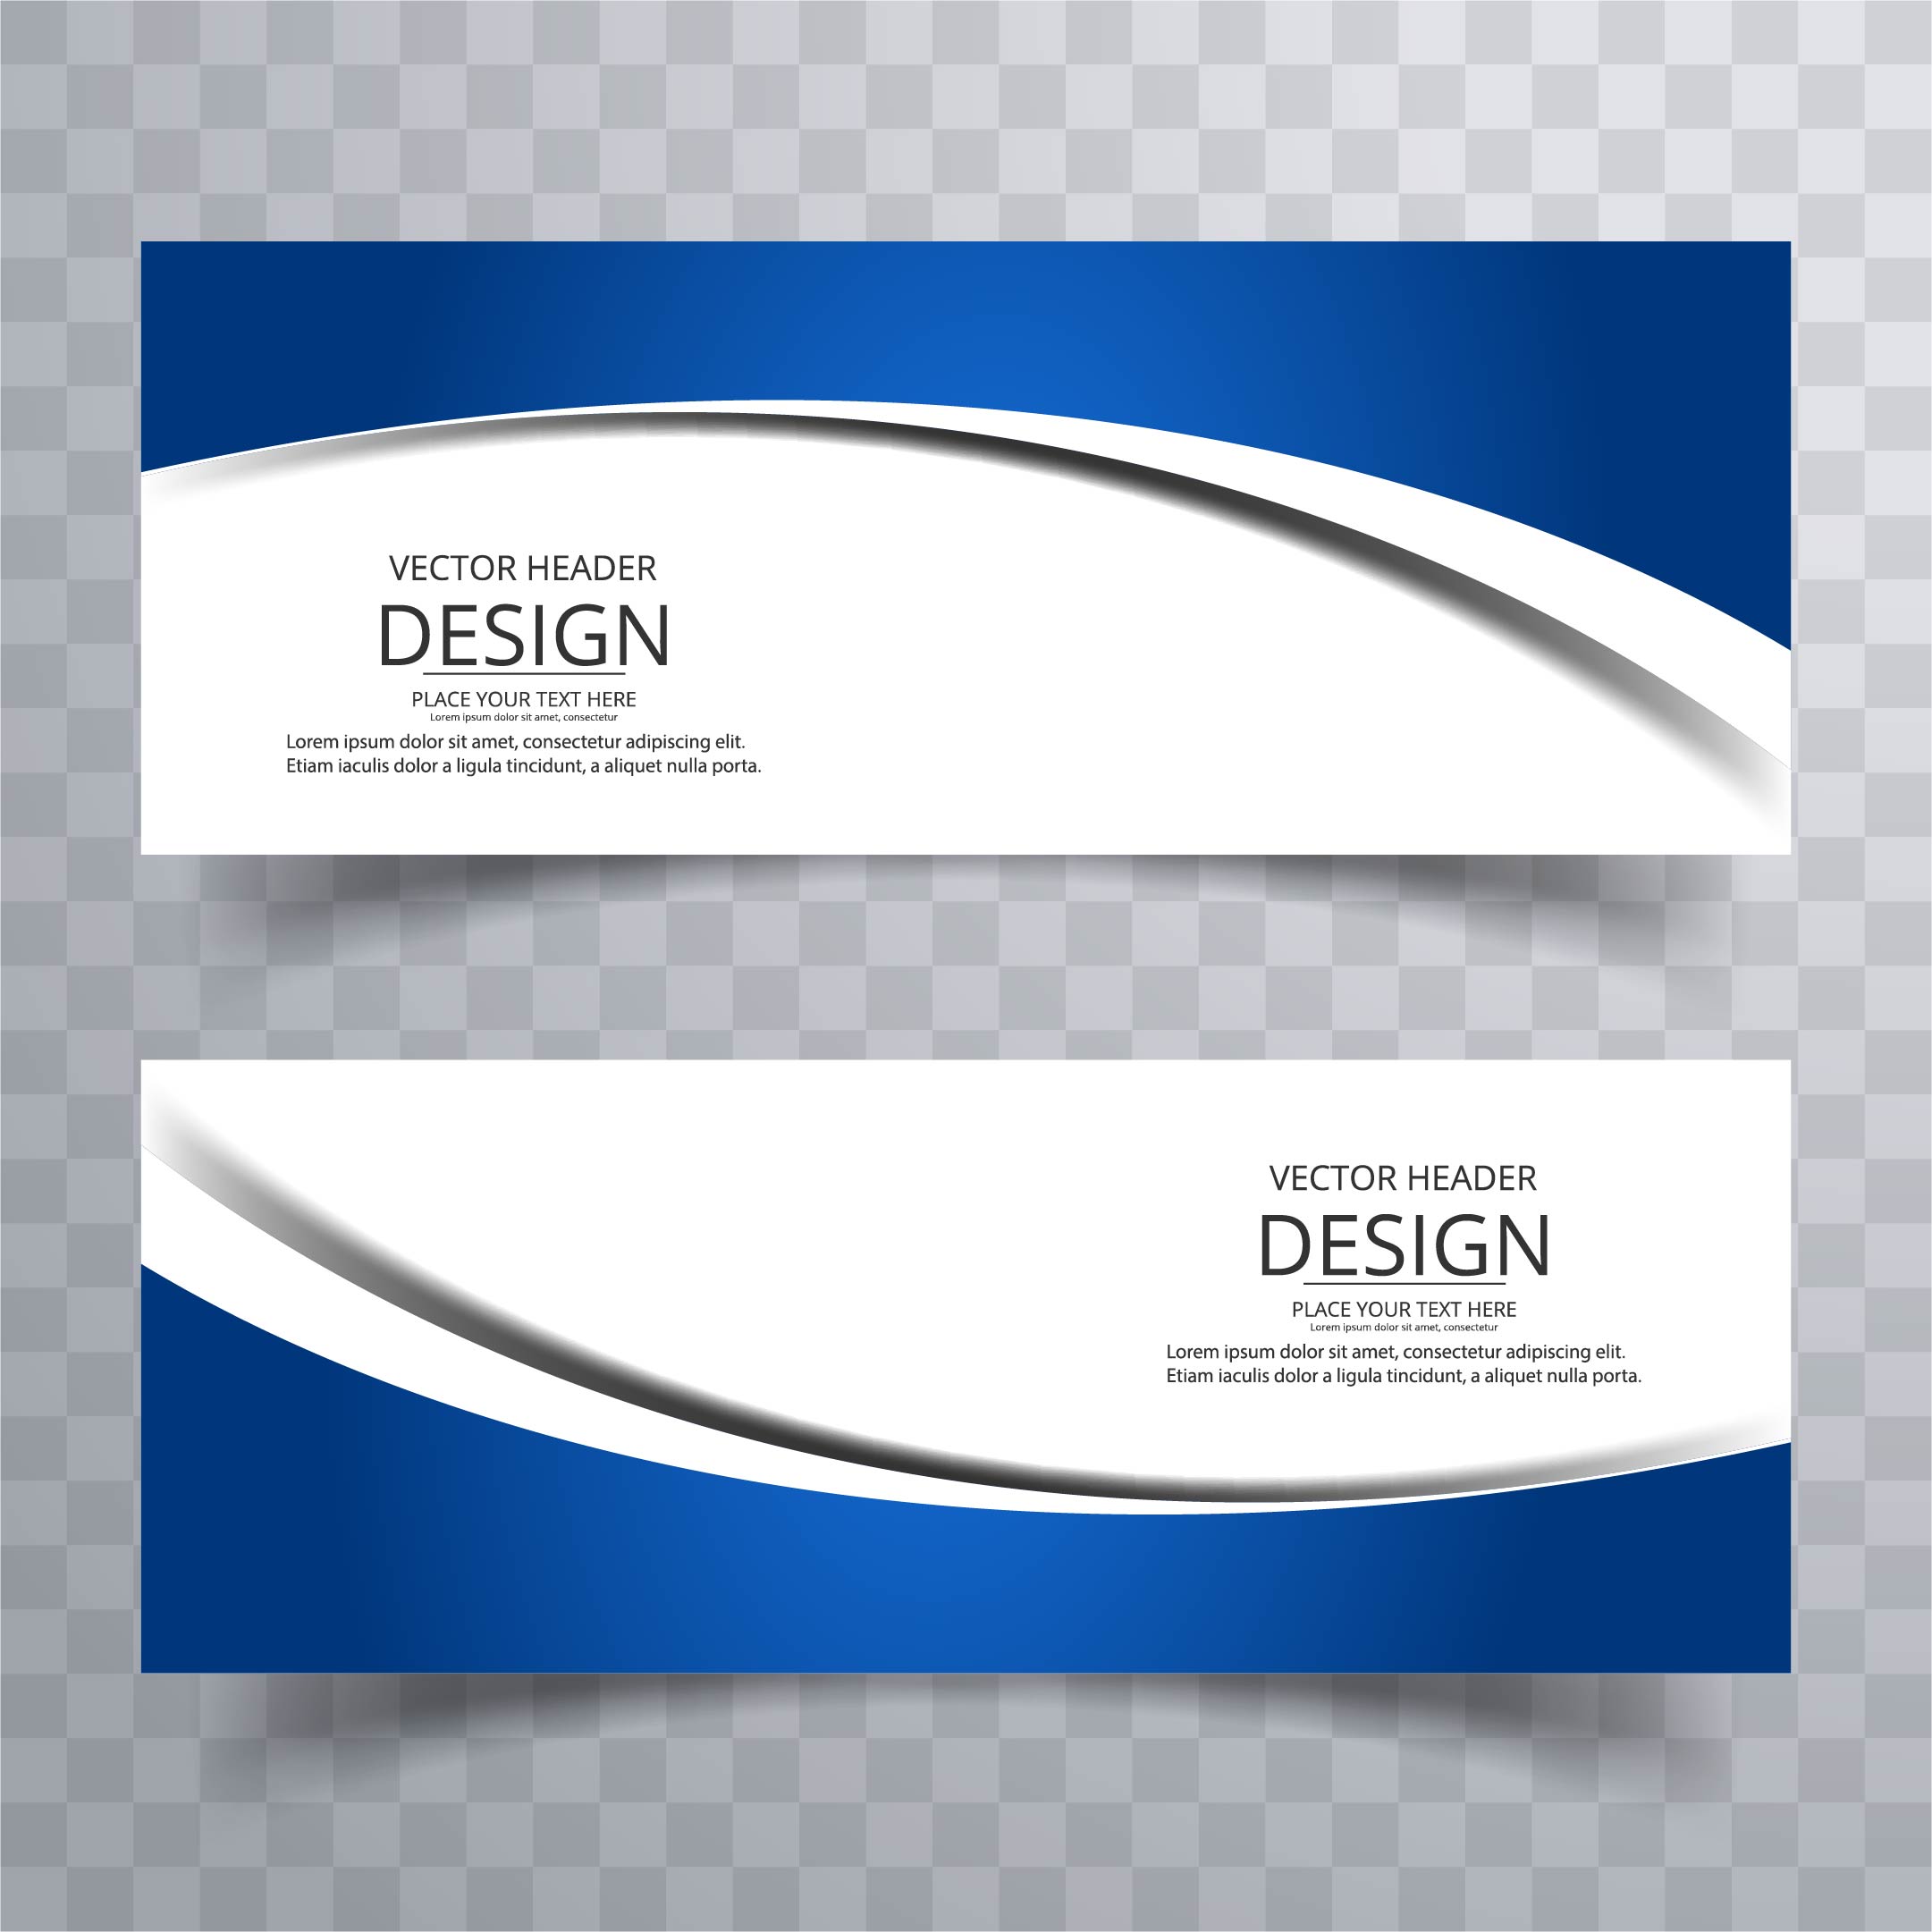 VECTOR HEADER
DESIGN
PLACE YOUR TEXT HERE
Lorem ipsum dolor sit amet, consectetur
Lorem ipsum dolor sit amet, consectetur adipiscing elit.
Etiam iaculis dolor a ligula tincidunt, a aliquet nulla porta.
VECTOR HEADER
DESIGN
PLACE YOUR TEXT HERE
Lorem ipsum dolor sit amet, consectetur
Lorem ipsum dolor sit amet, consectetur adipiscing elit.
Etiam iaculis dolor a ligula tincidunt, a aliquet nulla porta.